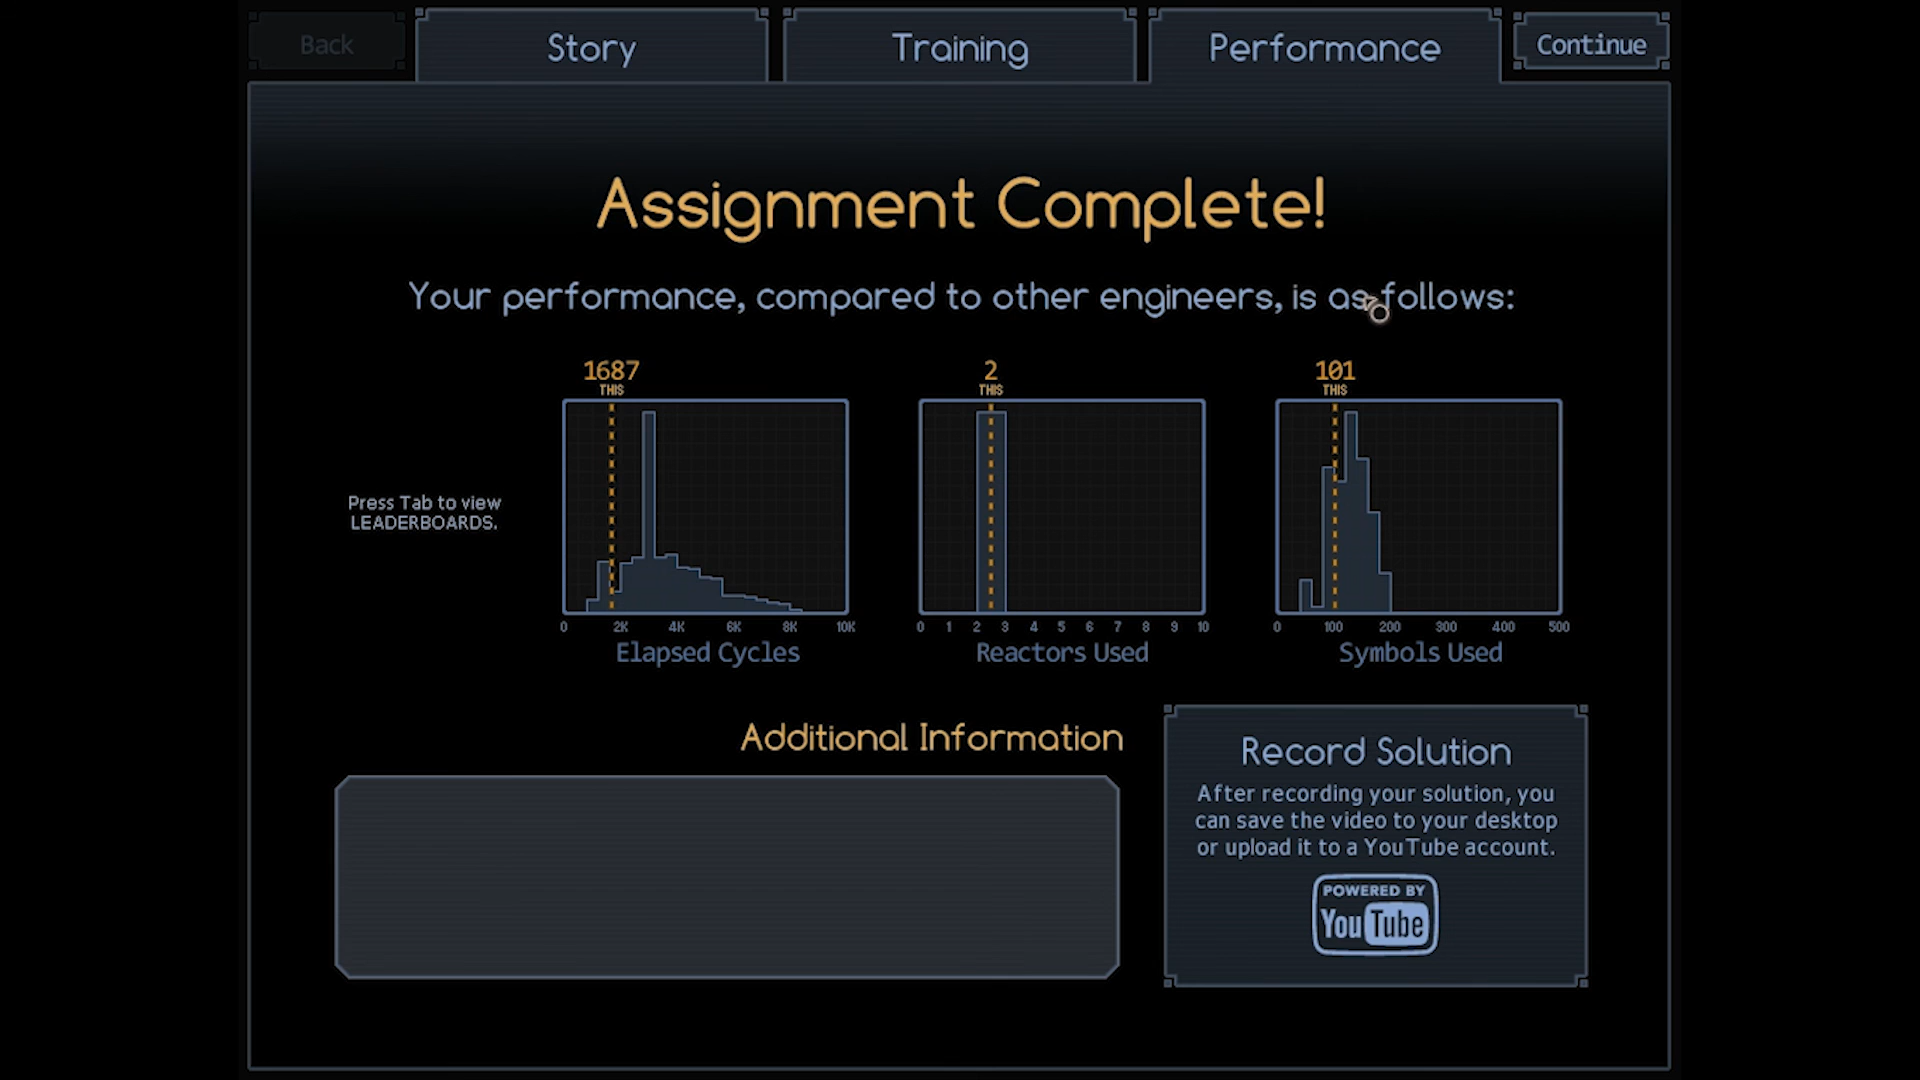 Back
Story
Training
Performance
Continue
Assignment Complete!
Your performance, compared to other engineers, is as follows:
1687
THIS
2
THIS
101
THIS
Press Tab to view
LEADERBOARDS.
0 2K 4K 6K 8K 10K
0 1 2 3 4 5 6 7 8 9 10
0 100 200 300 400 500
Elapsed Cycles
Reactors Used
Symbols Used
Additional Information
Record Solution
After recording your solution, you
can save the video to your desktop
or upload it to a YouTube account.
POWERED BY
YouTube